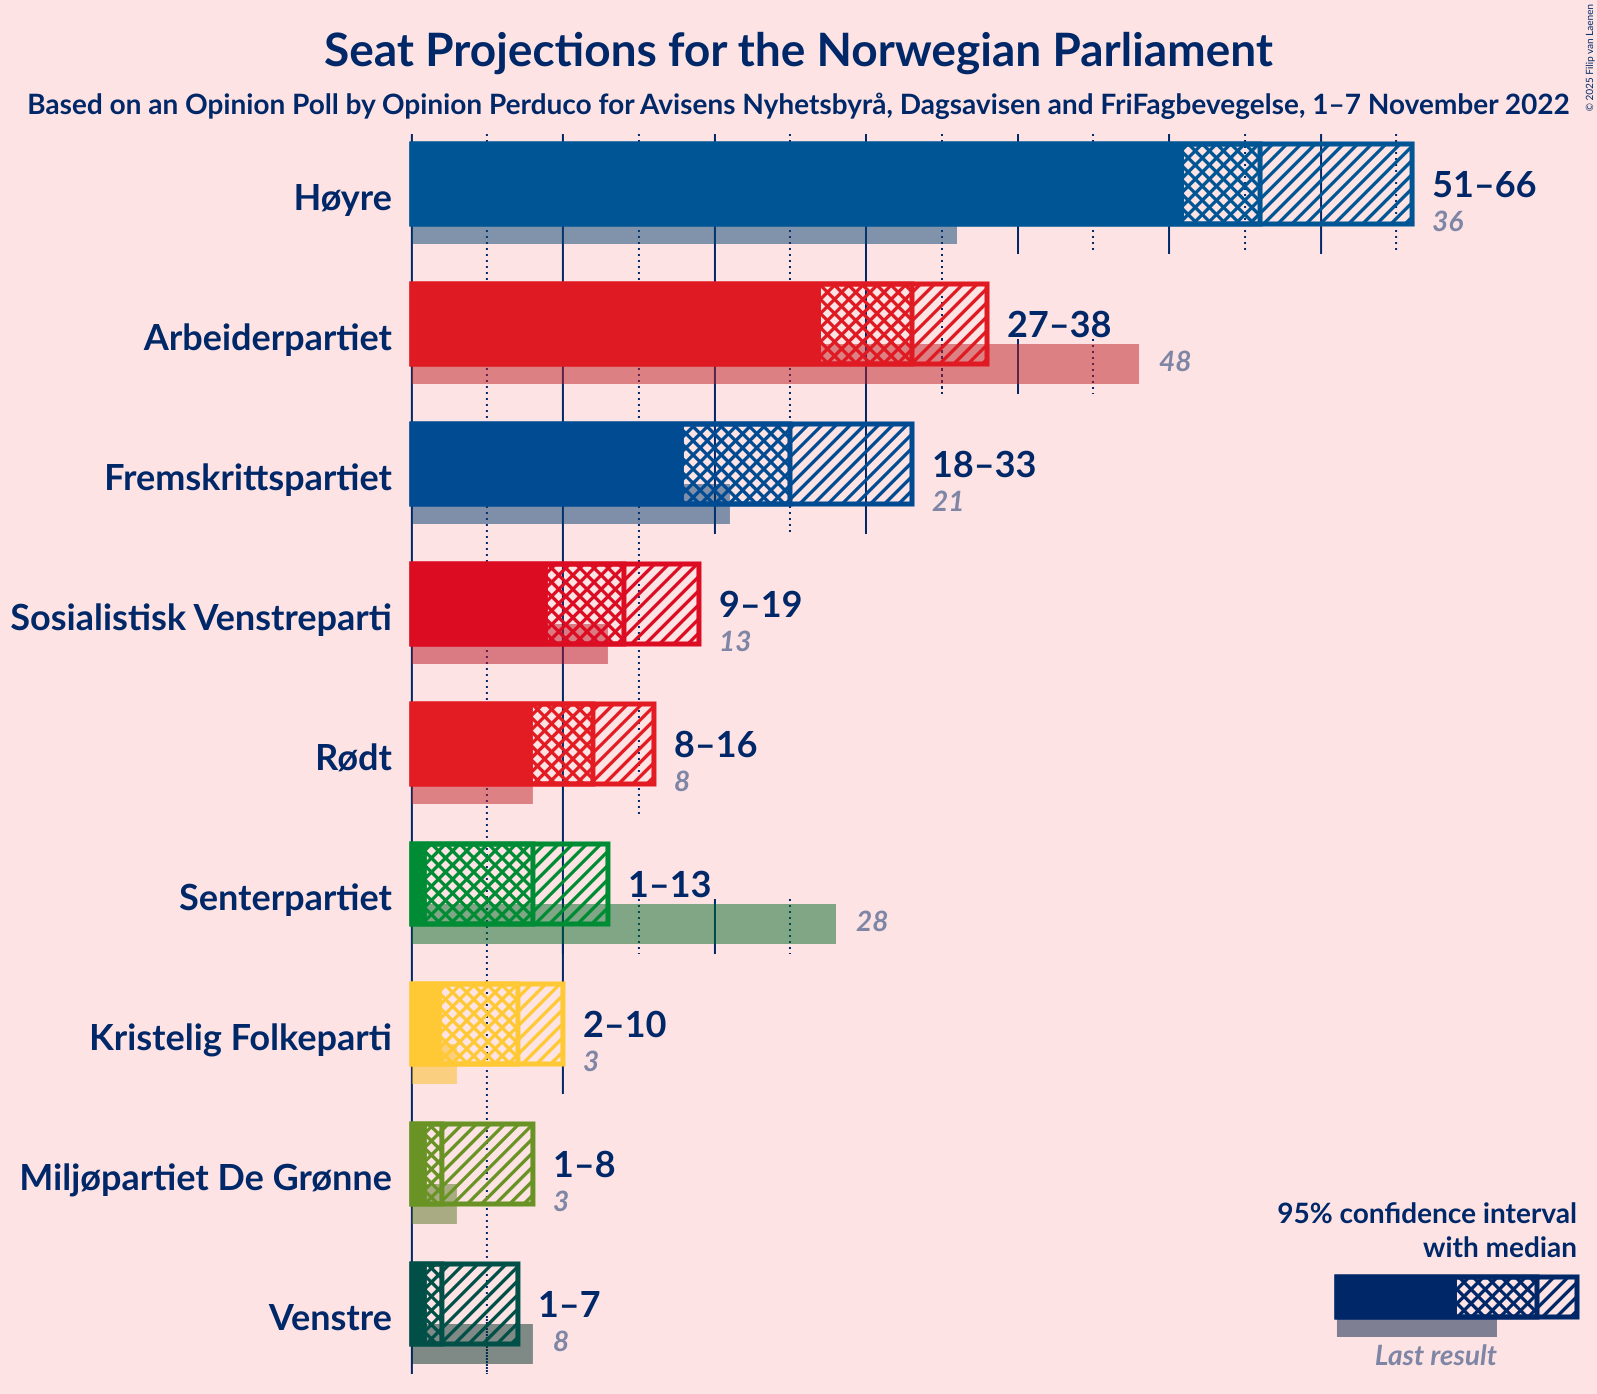 Seat Projections for the Norwegian Parliament
Based on an Opinion Poll by Opinion Perduco for Avisens Nyhetsbyrå, Dagsavisen and FriFagbevegelse, 1–7 November 2022
© 2025 Filip van Laenen
Høyre
51–66
36
Arbeiderpartiet
27–38
48
Fremskrittspartiet
18–33
21
Sosialistisk Venstreparti
9–19
13
Rødt
8–16
8
Senterpartiet
1–13
28
Kristelig Folkeparti
2–10
3
Miljøpartiet De Grønne
1–8
3
Venstre
1–7
8
95% confidence interval
with median
Last result